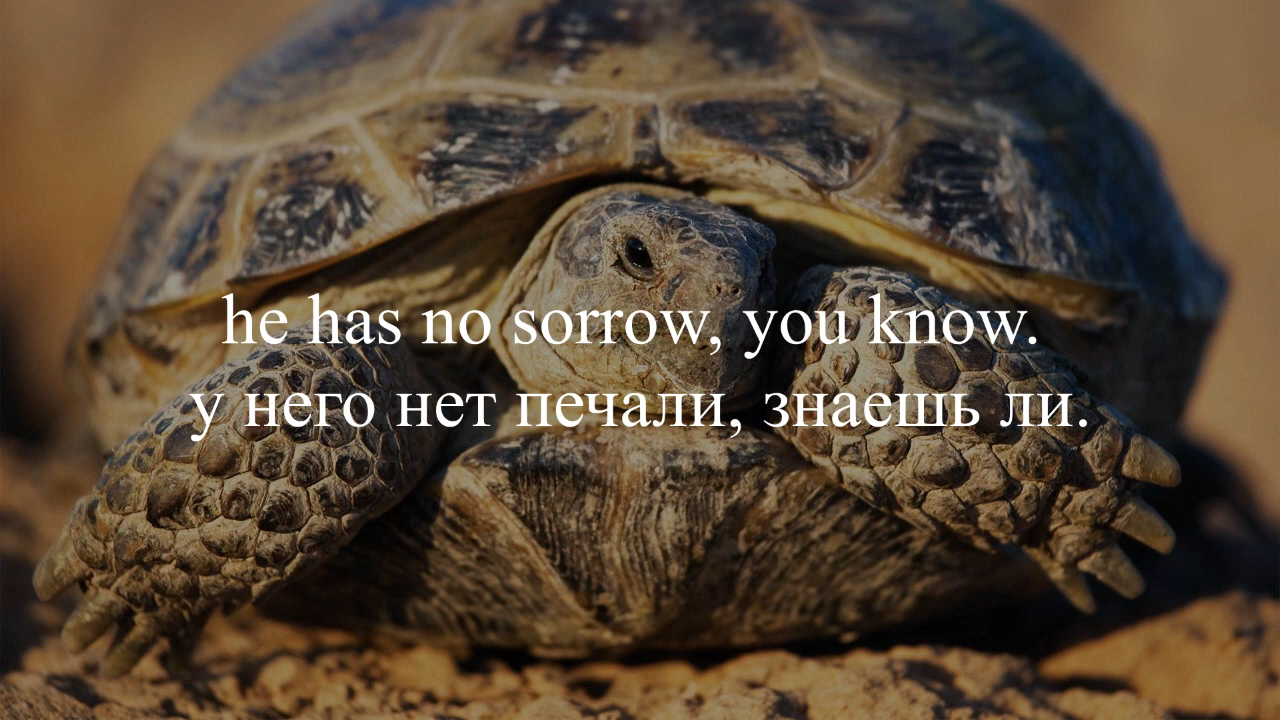 he has no sorrow, you know.
у него нет печали, знаешь ли.